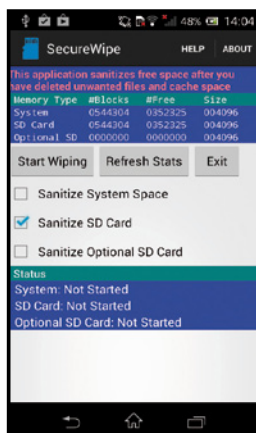 48% 14:04
SecureWipe HELP ABOUT
This application sanitizes free space after you
have deleted unwanted files and cache space
Memory Type #Blocks #Free Size
System 0544304 0352325 004096
SD Card 0544304 0352325 004096
Optional SD 0000000 0000000 004096
Start Wiping Refresh Stats Exit
Sanitize System Space
Sanitize SD Card
Sanitize Optional SD Card
Status
System: Not Started
SD Card: Not Started
Optional SD Card: Not Started